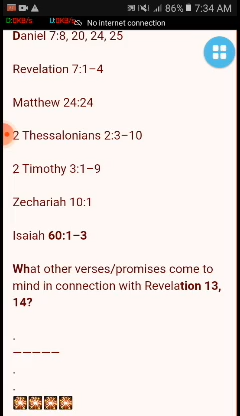 0:0KB/s U:0KB/s 86% 7:34 AM
No internet connection
Daniel 7:8, 20, 24, 25
Revelation 7:1–4
Matthew 24:24
2 Thessalonians 2:3–10
2 Timothy 3:1–9
Zechariah 10:1
Isaiah 60:1–3
What other verses/promises come to
mind in connection with Revelation 13,
14?
.
—————
.
.